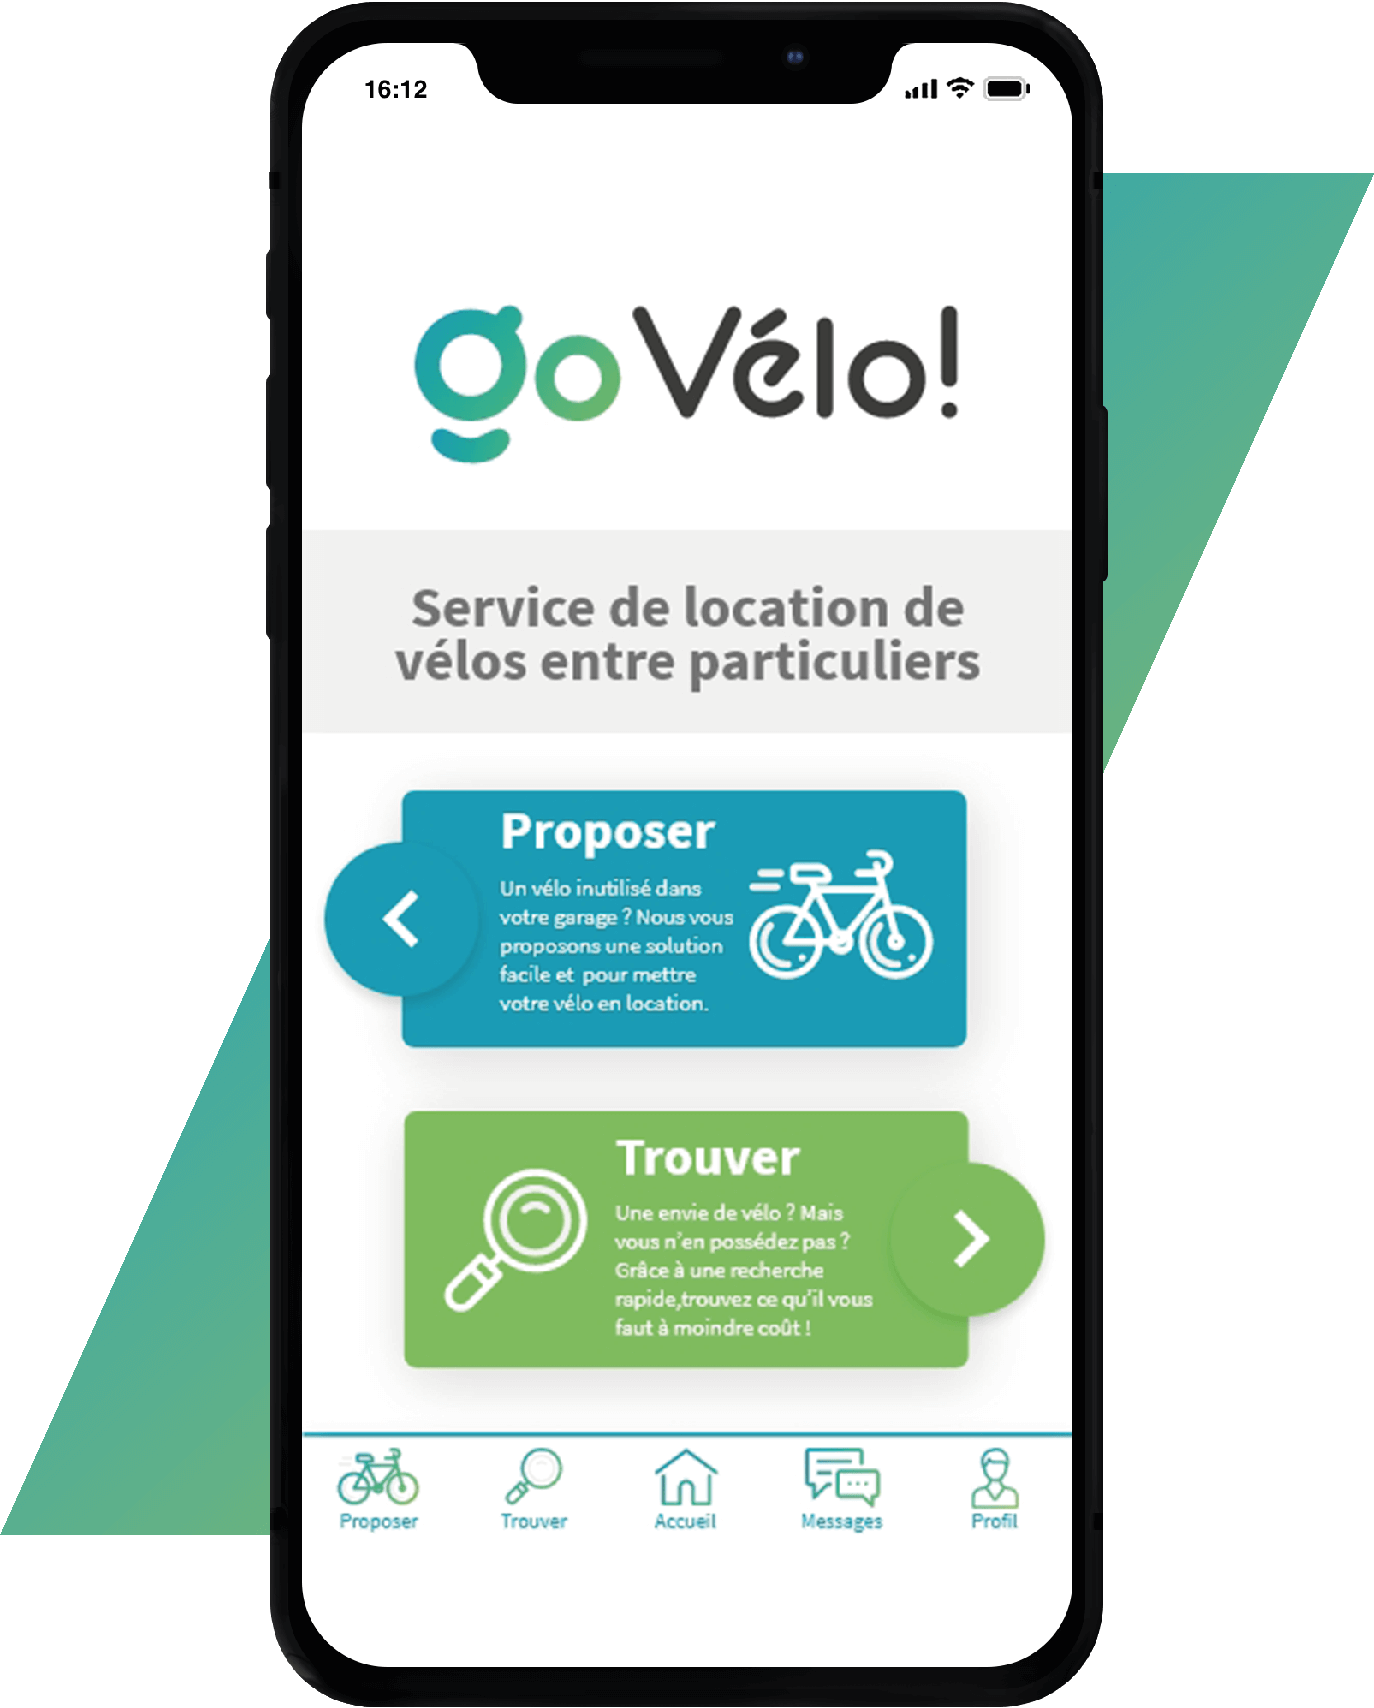 16:12
go Vélo!
Service de location de
vélos entre particuliers
Proposer
Un vélo inutilisé dans
votre garage ? Nous vous
proposons une solution
facile et pour mettre
votre vélo en location.
Trouver
Une envie de vélo ? Mais
vous n'en possédez pas ?
Grâce à une recherche
rapide,trouvez ce qu'il vous
faut à moindre coût !
Proposer
Trouver
Accueil
Messages
Profil